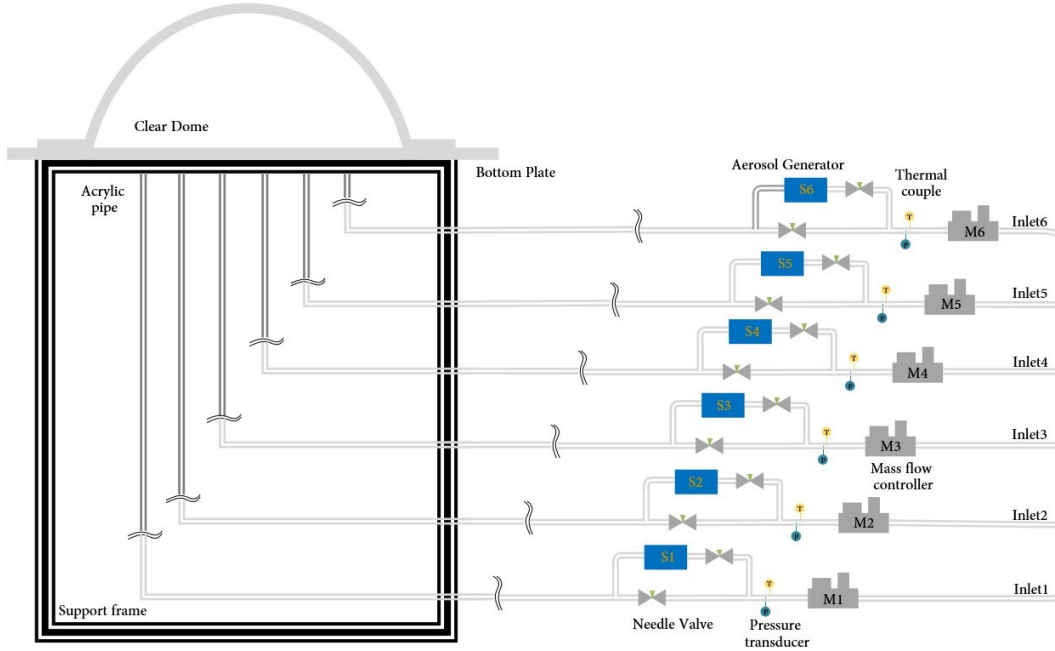 Clear Dome
Bottom Plate
Acrylic
pipe
Aerosol Generator
Thermal
couple
S6
T
P
M6
Inlet6
S5
T
P
M5
Inlet5
S4
T
P
M4
Inlet4
S3
T
P
M3
Inlet3
Mass flow
controller
S2
T
P
M2
Inlet2
S1
T
P
M1
Inlet1
Support frame
Needle Valve
Pressure
transducer